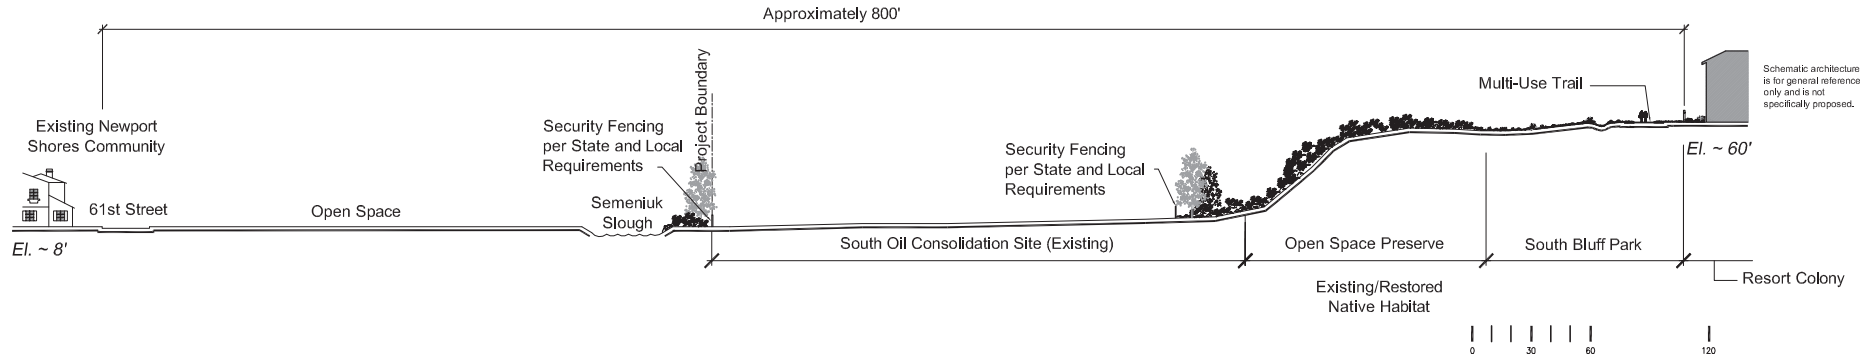 Approximately 800'
Existing Newport
Shores Community
61st Street
El. ~ 8'
Open Space
Semeniuk
Slough
Security Fencing
per State and Local
Requirements
Project Boundary
South Oil Consolidation Site (Existing)
Security Fencing
per State and Local
Requirements
Open Space Preserve
Existing/Restored
Native Habitat
South Bluff Park
Multi-Use Trail
Schematic architecture
is for general reference
only and is not
specifically proposed.
El. ~ 60'
Resort Colony
0 30 60 120